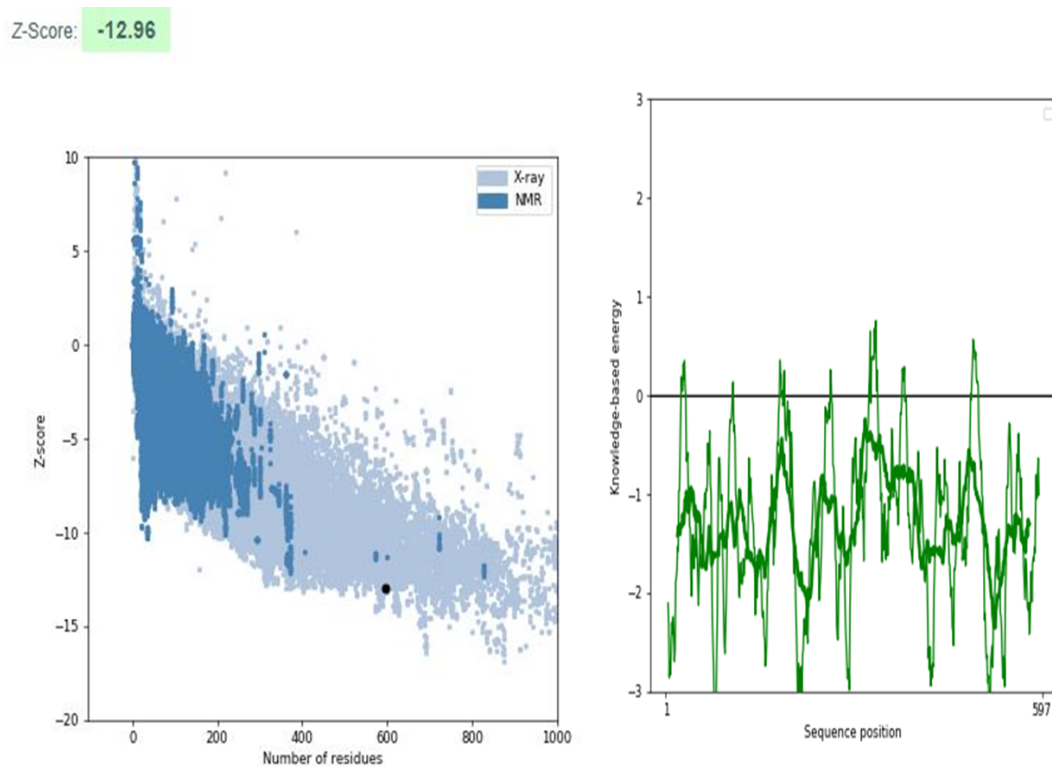 Z-Score: -12.96
10
5
0
−5
−10
−15
−20
Z-score
0 200 400 600 800 1000
Number of residues
X-ray
NMR
3
2
1
0
−1
−2
−3
Knowledge-based energy
1 597
Sequence position